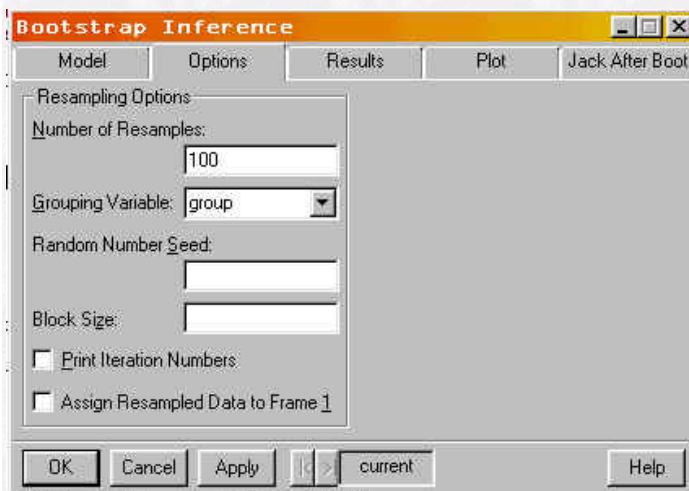 Bootstrap Inference
Model Options Results Plot Jack After Boot
Resampling Options
Number of Resamples:
100
Grouping Variable: group
Random Number Seed:
Block Size:
Print Iteration Numbers
Assign Resampled Data to Frame 1
OK Cancel Apply |< > current Help